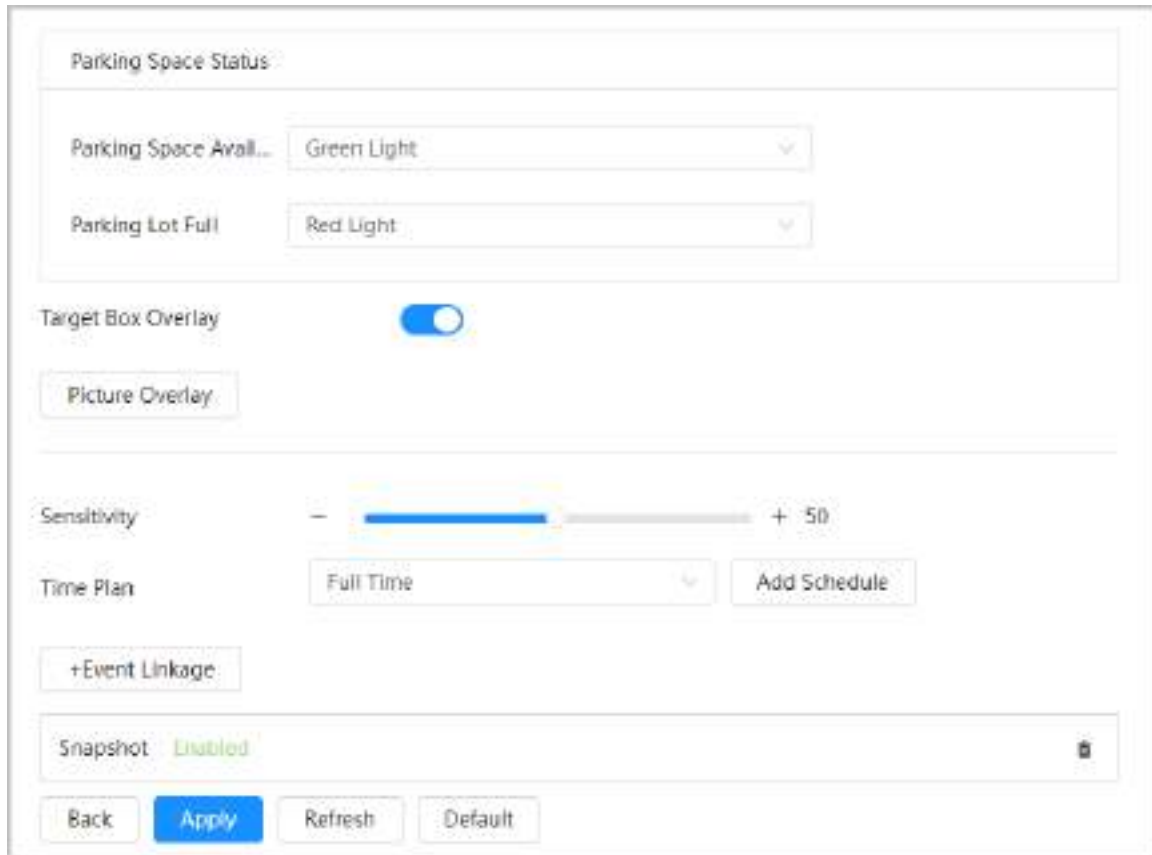 Parking Space Status
Parking Space Avail... Green Light
Parking Lot Full Red Light
Target Box Overlay
Picture Overlay
Sensitivity − + 50
Time Plan Full Time Add Schedule
+Event Linkage
Snapshot Enabled
Back Apply Refresh Default